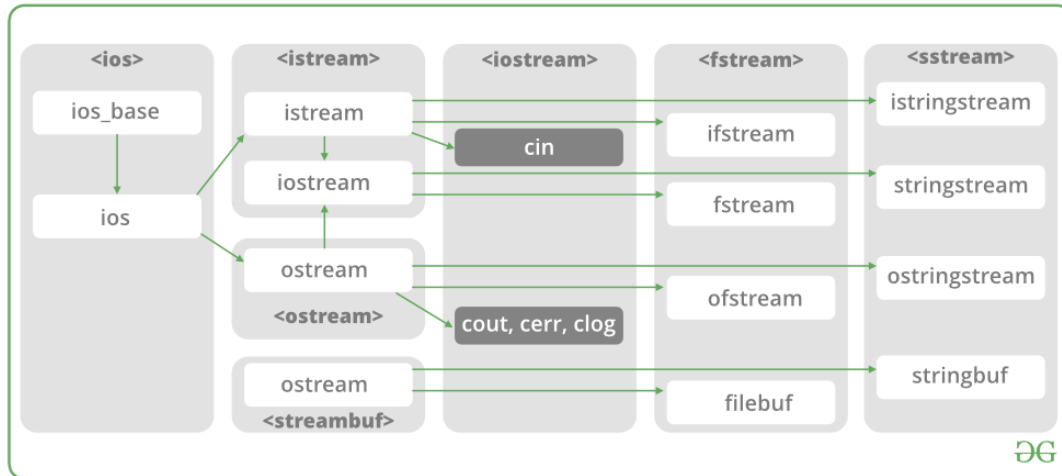 <ios>
ios_base
ios
<istream>
istream
iostream
ostream
<ostream>
ostream
<streambuf>
<iostream>
cin
cout, cerr, clog
<fstream>
ifstream
fstream
ofstream
filebuf
<sstream>
istringstream
stringstream
ostringstream
stringbuf